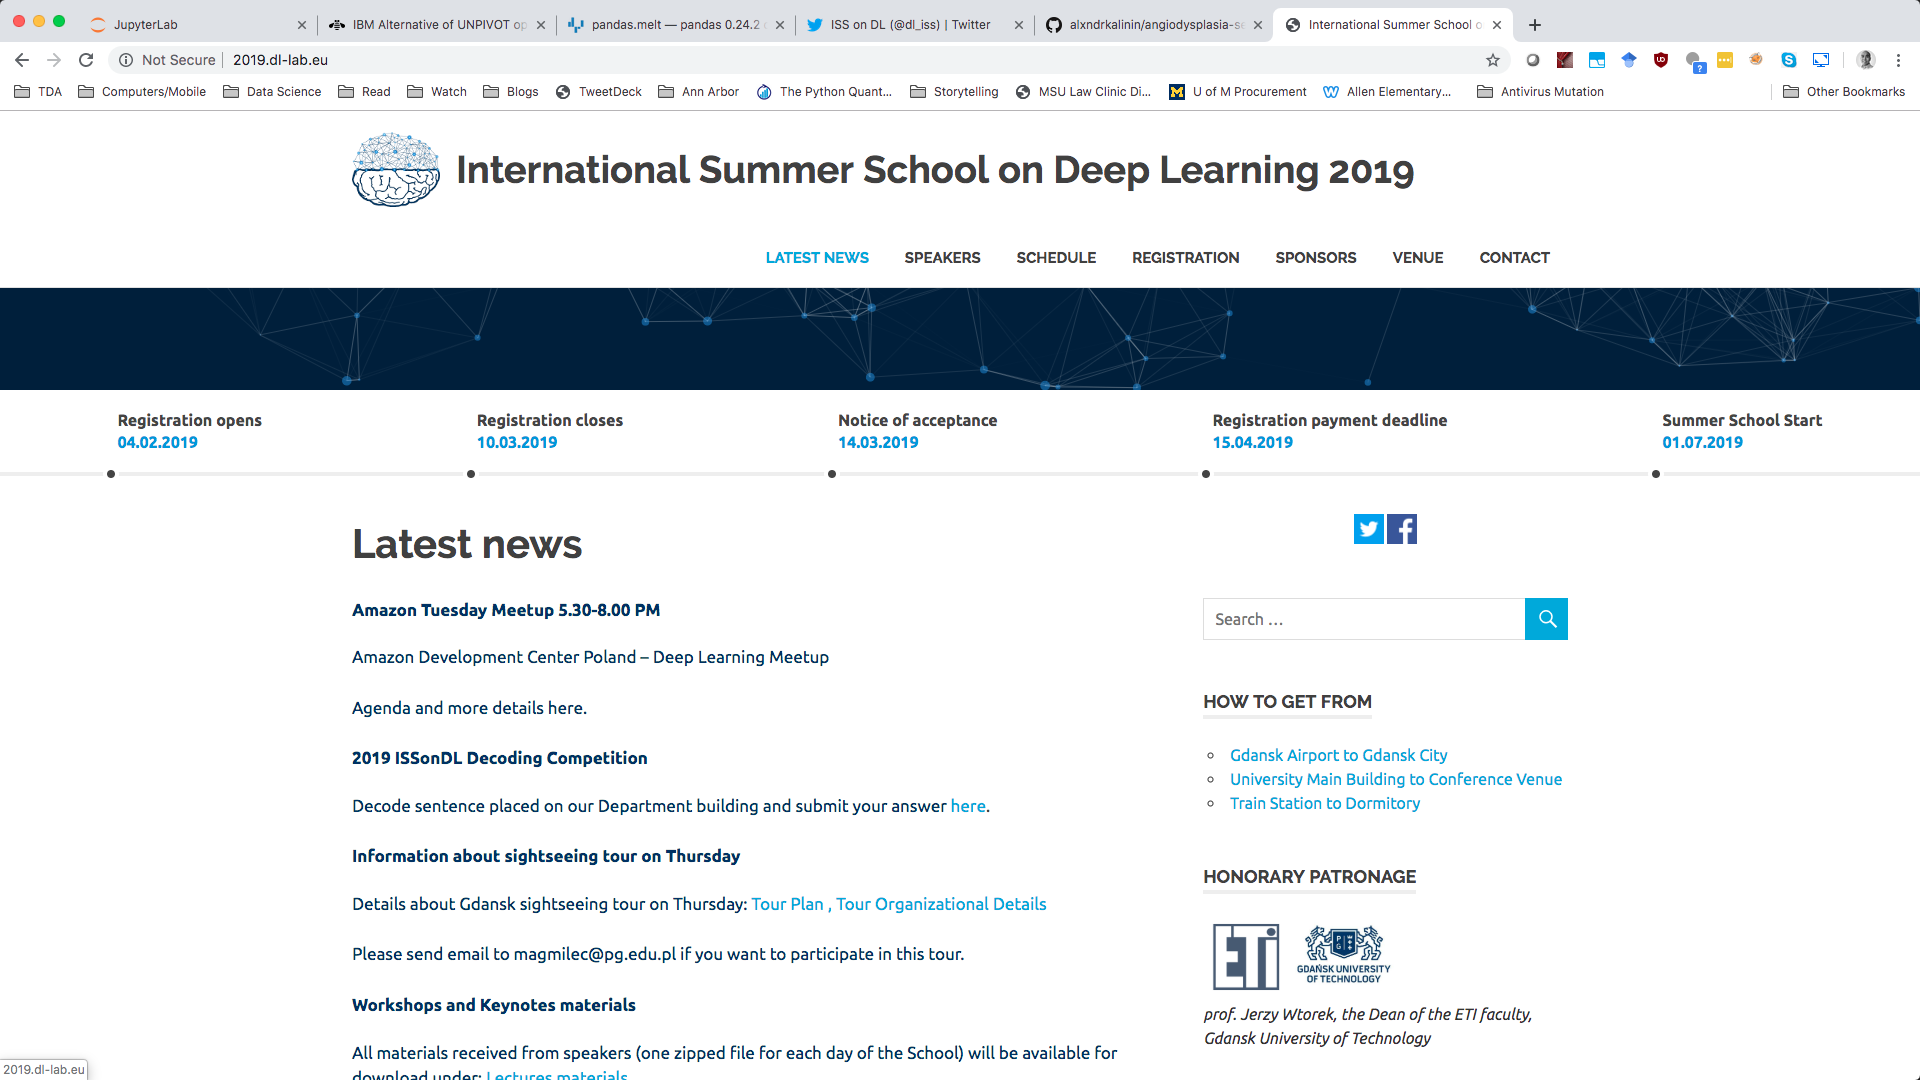 JupyterLab
IBM Alternative of UNPIVOT op
pandas.melt — pandas 0.24.2
ISS on DL (@dl_iss) | Twitter
alxndrkalinin/angiodysplasia-se
International Summer School o
Not Secure | 2019.dl-lab.eu
TDA Computers/Mobile Data Science Read Watch Blogs TweetDeck Ann Arbor The Python Quant... Storytelling MSU Law Clinic Di... U of M Procurement Allen Elementary... Antivirus Mutation Other Bookmarks
International Summer School on Deep Learning 2019
LATEST NEWS SPEAKERS SCHEDULE REGISTRATION SPONSORS VENUE CONTACT
Registration opens
04.02.2019
Registration closes
10.03.2019
Notice of acceptance
14.03.2019
Registration payment deadline
15.04.2019
Summer School Start
01.07.2019
Latest news
Amazon Tuesday Meetup 5.30-8.00 PM
Amazon Development Center Poland – Deep Learning Meetup
Agenda and more details here.
2019 ISSonDL Decoding Competition
Decode sentence placed on our Department building and submit your answer here.
Information about sightseeing tour on Thursday
Details about Gdansk sightseeing tour on Thursday: Tour Plan , Tour Organizational Details
Please send email to magmilec@pg.edu.pl if you want to participate in this tour.
Workshops and Keynotes materials
All materials received from speakers (one zipped file for each day of the School) will be available for
download under: Lectures materials
Search ...
HOW TO GET FROM
Gdansk Airport to Gdansk City
University Main Building to Conference Venue
Train Station to Dormitory
HONORARY PATRONAGE
ETI
GDAŃSK UNIVERSITY
OF TECHNOLOGY
prof. Jerzy Wtorek, the Dean of the ETI faculty,
Gdansk University of Technology
2019.dl-lab.eu